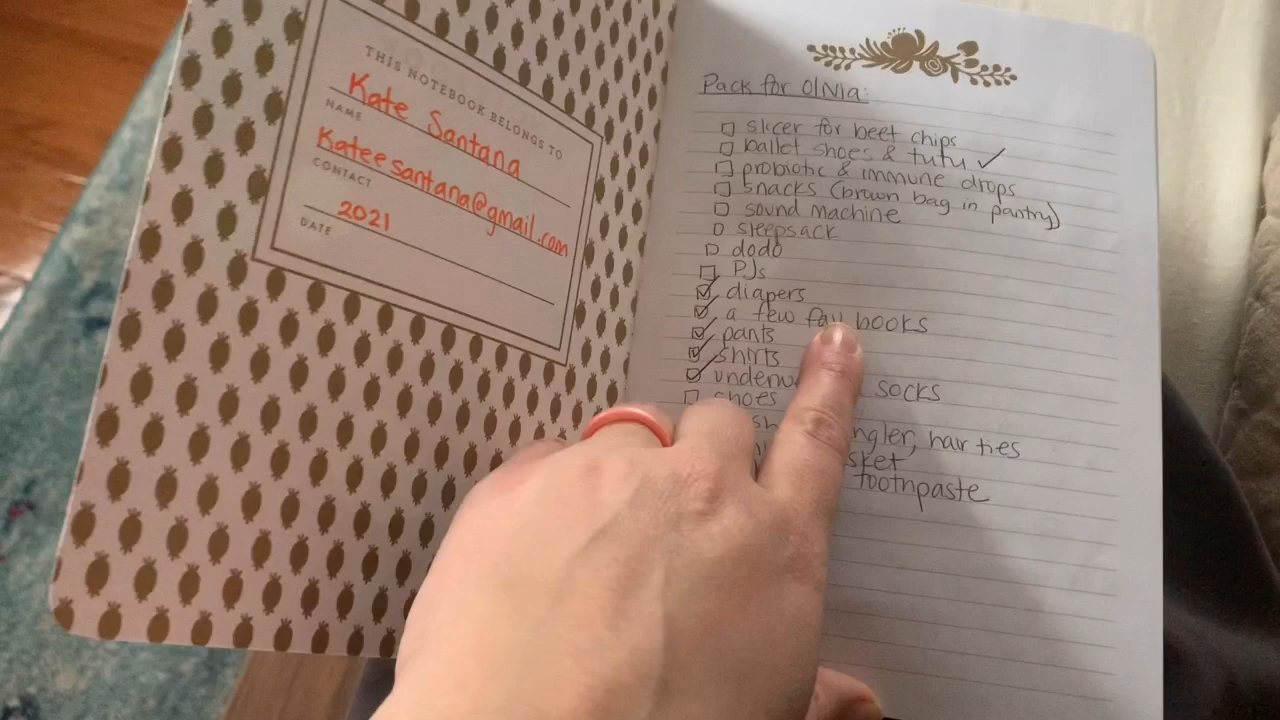 THIS NOTEBOOK BELONGS TO
Kate Santana
NAME
Kateesantana@gmail.com
CONTACT
2021
DATE
Pack for Olivia:
slicer for beet chips
ballet shoes & tutu ✓
probiotic & immune drops
snacks (brown bag in pantry)
sound machine
sleepsack
dodo
PJs
diapers
a few fav books
pants
shirts
socks
shoes
hair ties
toothpaste